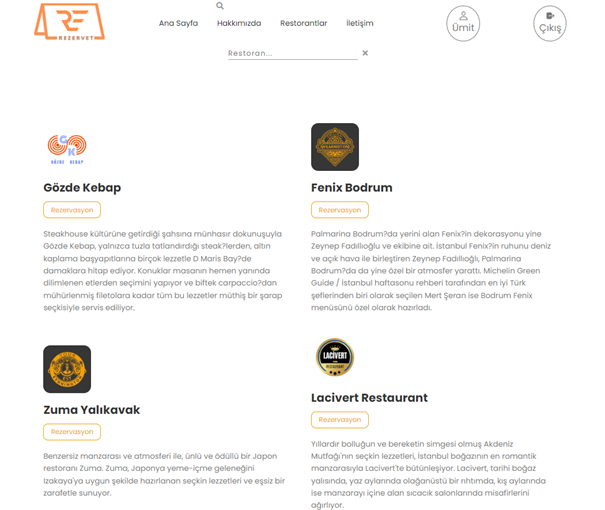 RE
REZERVET
Ana Sayfa
Hakkımızda
Restorantlar
İletişim
Ümit
Çıkış
Restoran...
GK
GÖZDE KEBAP
Gözde Kebap
Rezervasyon
Steakhouse kültürüne getirdiği şahsına münhasır dokunuşuyla
Gözde Kebap, yalnızca tuzla tatlandırdığı steak?lerden, altın
kaplama başyapıtlarına birçok lezzetle D Maris Bay?de
damaklara hitap ediyor. Konuklar masanın hemen yanında
dilimlenen etlerden seçimini yapıyor ve biftek carpaccio?dan
mühürlenmiş filetolara kadar tüm bu lezzetler müthiş bir şarap
seçkisiyle servis ediliyor.
Fenix Bodrum
Rezervasyon
Palmarina Bodrum?da yerini alan Fenix?in dekorasyonu yine
Zeynep Fadıllıoğlu ve ekibine ait. İstanbul Fenix?in ruhunu deniz
ve açık hava ile birleştiren Zeynep Fadıllıoğlı, Palmarina
Bodrum?da da yine özel bir atmosfer yarattı. Michelin Green
Guide / İstanbul haftasonu rehberi tarafından en iyi Türk
şeflerinden biri olarak seçilen Mert Şeran ise Bodrum Fenix
menüsünü özel olarak hazırladı.
Zuma Yalıkavak
Rezervasyon
Benzersiz manzarası ve atmosferi ile, ünlü ve ödüllü bir Japon
restoranı Zuma. Zuma, Japonya yeme-içme geleneğini
Izakaya'ya uygun şekilde hazırlanan seçkin lezzetleri ve eşsiz bir
zarafetle sunuyor.
LACİVERT
RESTAURANT
Lacivert Restaurant
Rezervasyon
Yıllardır bolluğun ve bereketin simgesi olmuş Akdeniz
Mutfağı'nın seçkin lezzetleri, İstanbul boğazının en romantik
manzarasıyla Lacivert'te bütünleşiyor. Lacivert, tarihi boğaz
yalısında, yaz aylarında olağanüstü bir rıhtımda, kış aylarında
ise manzarayı içine alan sıcacık salonlarında misafirlerini
ağırlıyor.